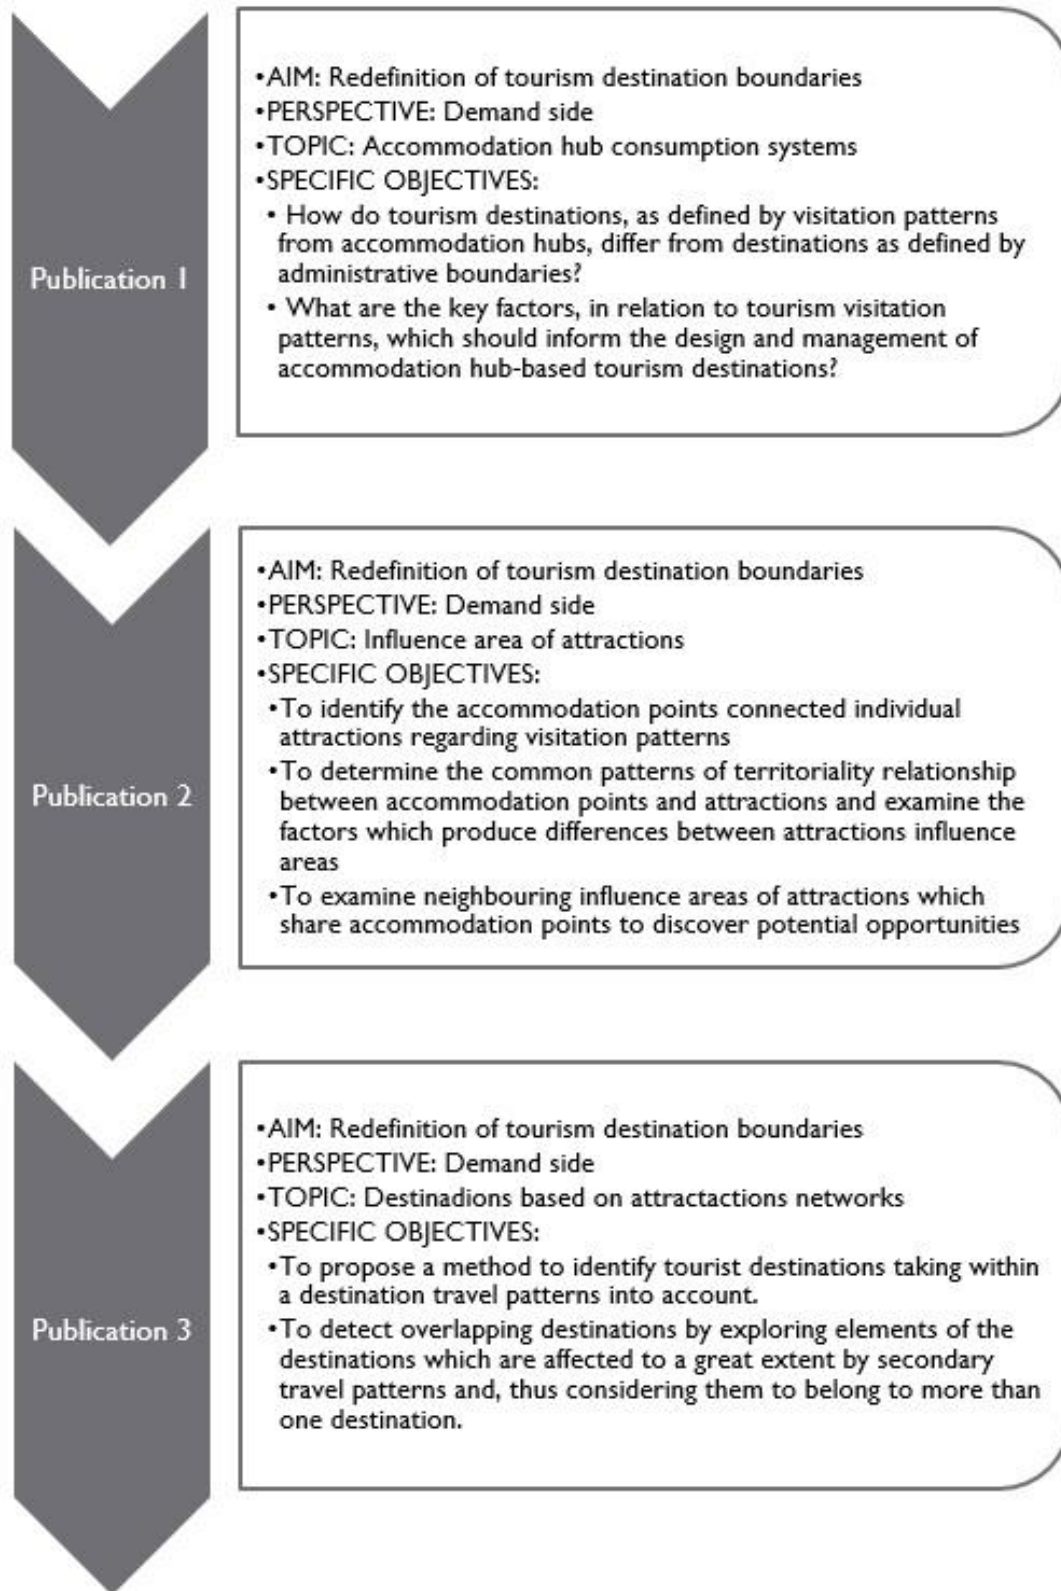 Publication 1
•AIM: Redefinition of tourism destination boundaries
•PERSPECTIVE: Demand side
•TOPIC: Accommodation hub consumption systems
•SPECIFIC OBJECTIVES:
• How do tourism destinations, as defined by visitation patterns
from accommodation hubs, differ from destinations as defined by
administrative boundaries?
• What are the key factors, in relation to tourism visitation
patterns, which should inform the design and management of
accommodation hub-based tourism destinations?
Publication 2
•AIM: Redefinition of tourism destination boundaries
•PERSPECTIVE: Demand side
•TOPIC: Influence area of attractions
•SPECIFIC OBJECTIVES:
•To identify the accommodation points connected individual
attractions regarding visitation patterns
•To determine the common patterns of territoriality relationship
between accommodation points and attractions and examine the
factors which produce differences between attractions influence
areas
•To examine neighbouring influence areas of attractions which
share accommodation points to discover potential opportunities
Publication 3
•AIM: Redefinition of tourism destination boundaries
•PERSPECTIVE: Demand side
•TOPIC: Destinadions based on attractactions networks
•SPECIFIC OBJECTIVES:
•To propose a method to identify tourist destinations taking within
a destination travel patterns into account.
•To detect overlapping destinations by exploring elements of the
destinations which are affected to a great extent by secondary
travel patterns and, thus considering them to belong to more than
one destination.